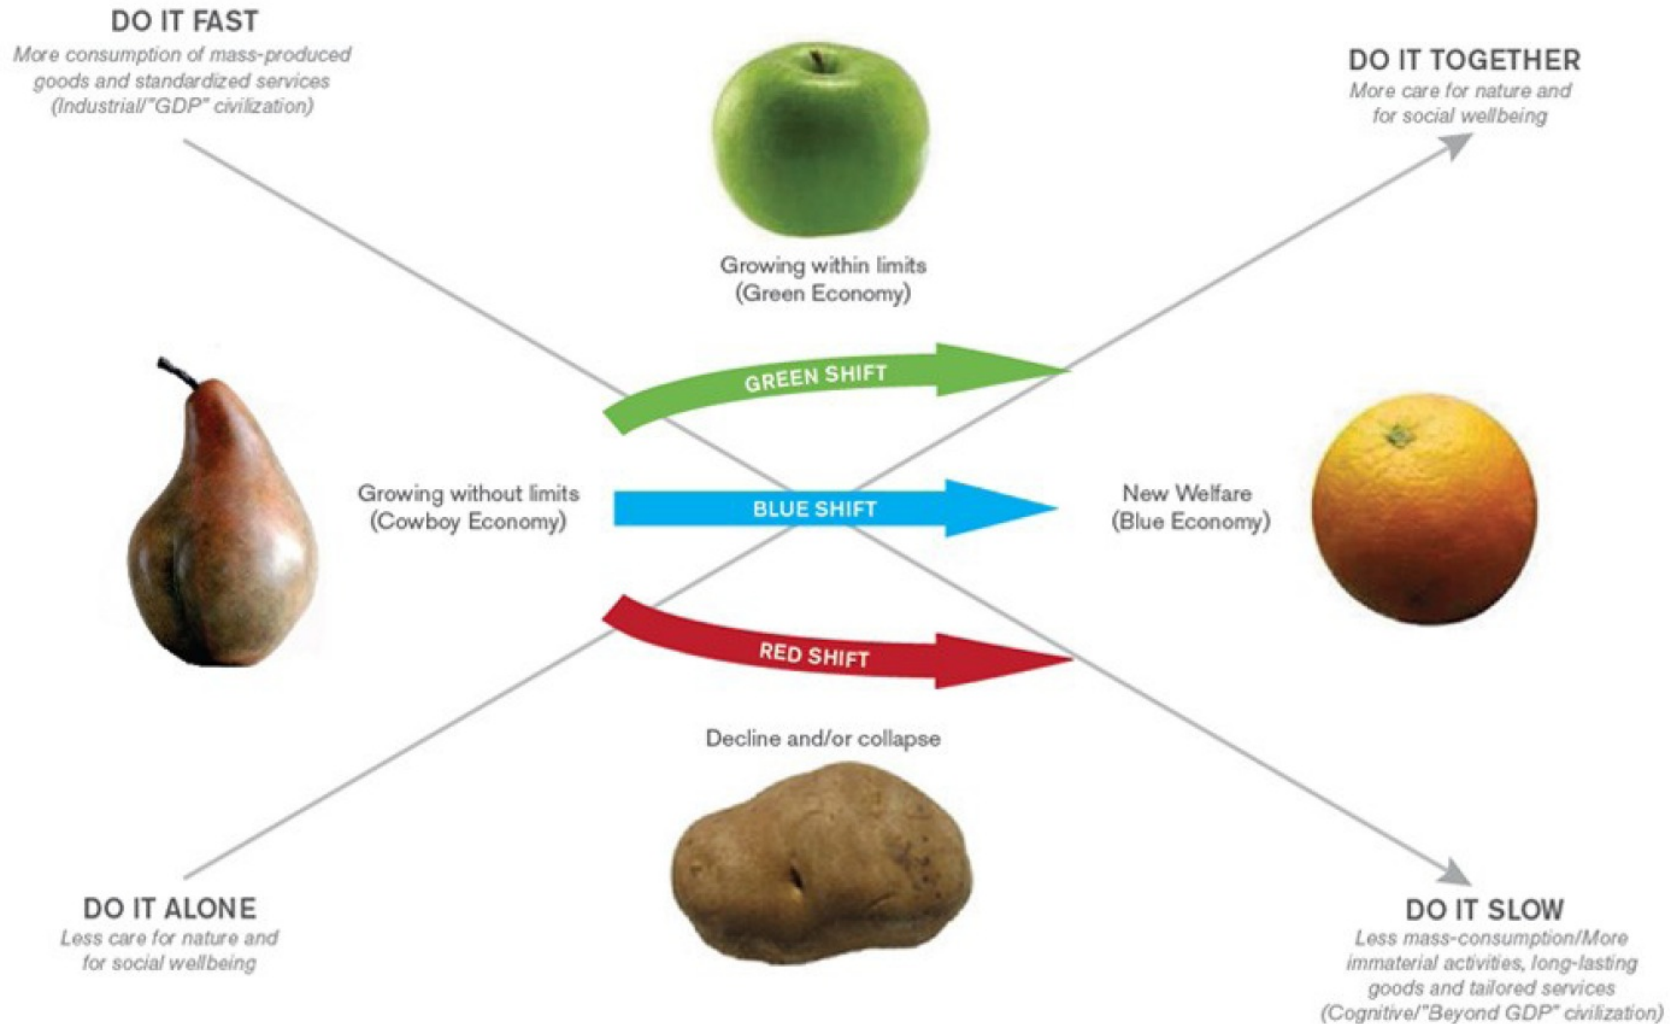 DO IT FAST
More consumption of mass-produced
goods and standardized services
(Industrial/"GDP" civilization)
DO IT TOGETHER
More care for nature and
for social wellbeing
Growing within limits
(Green Economy)
GREEN SHIFT
Growing without limits
(Cowboy Economy)
BLUE SHIFT
New Welfare
(Blue Economy)
RED SHIFT
Decline and/or collapse
DO IT ALONE
Less care for nature and
for social wellbeing
DO IT SLOW
Less mass-consumption/More
immaterial activities, long-lasting
goods and tailored services
(Cognitive/"Beyond GDP" civilization)